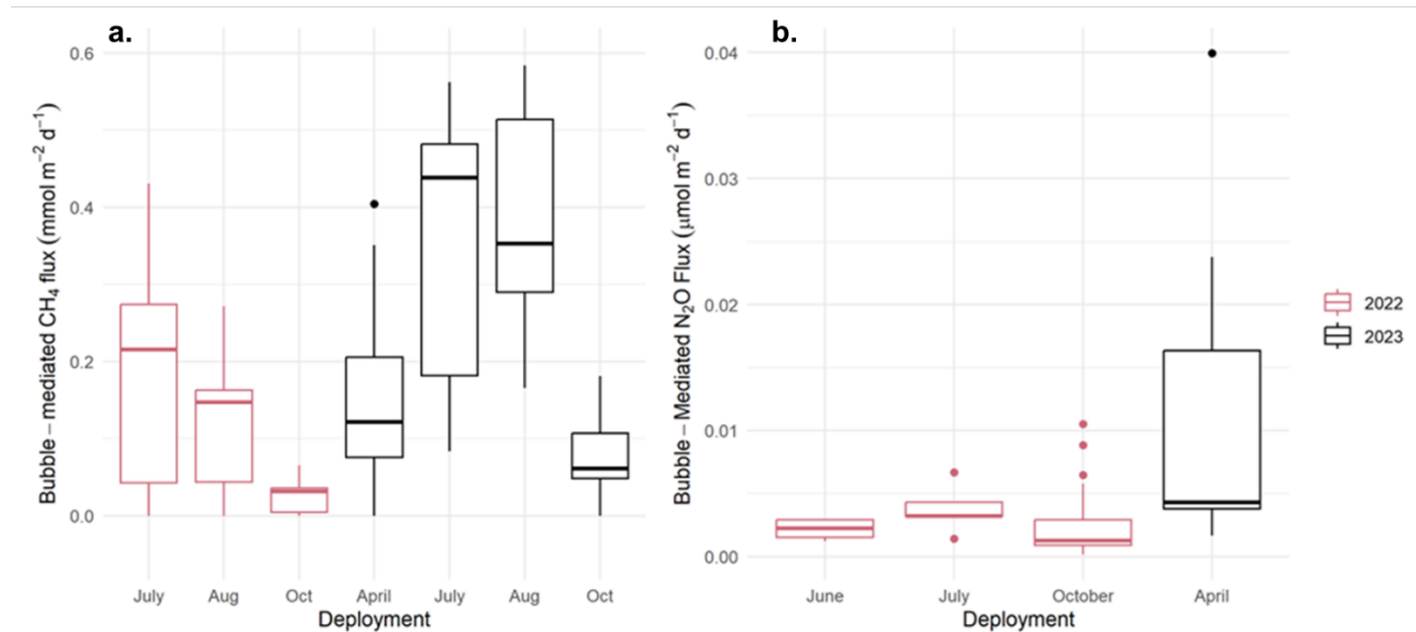 a.
Bubble – mediated CH₄ flux (mmol m⁻² d⁻¹)
0.6
0.4
0.2
0.0
July Aug Oct April July Aug Oct
Deployment
b.
Bubble – Mediated N₂O Flux (μmol m⁻² d⁻¹)
0.04
0.03
0.02
0.01
0.00
June July October April
Deployment
2022
2023